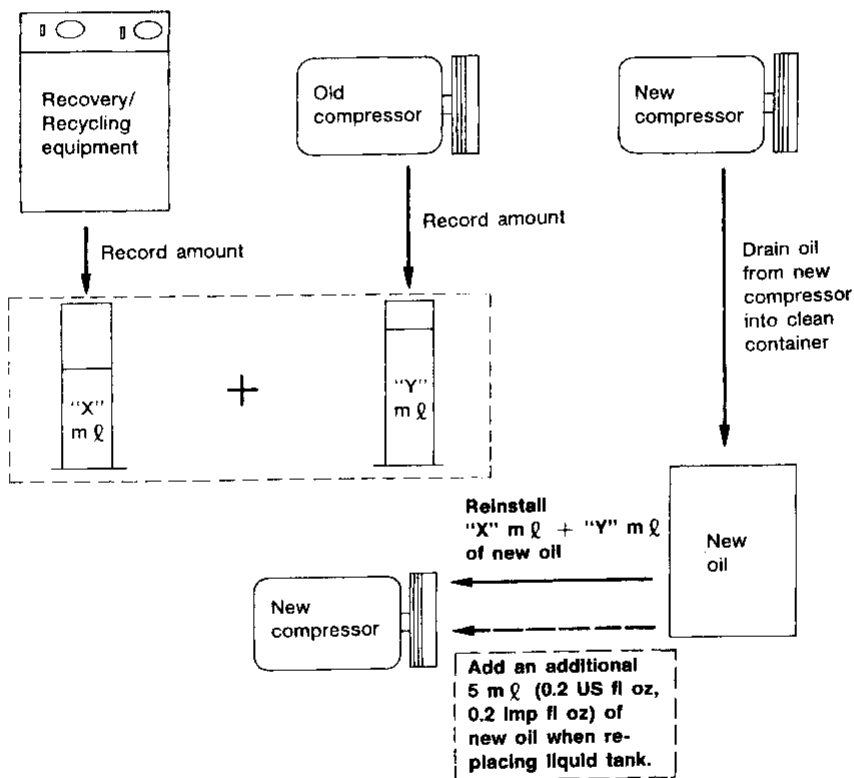 Recovery/
Recycling
equipment
Old
compressor
New
compressor
Record amount
Record amount
Drain oil
from new
compressor
into clean
container
"X"
m ℓ
+
"Y"
m ℓ
Reinstall
"X" m ℓ + "Y" m ℓ
of new oil
New
oil
New
compressor
Add an additional
5 m ℓ (0.2 US fl oz,
0.2 Imp fl oz) of
new oil when re-
placing liquid tank.